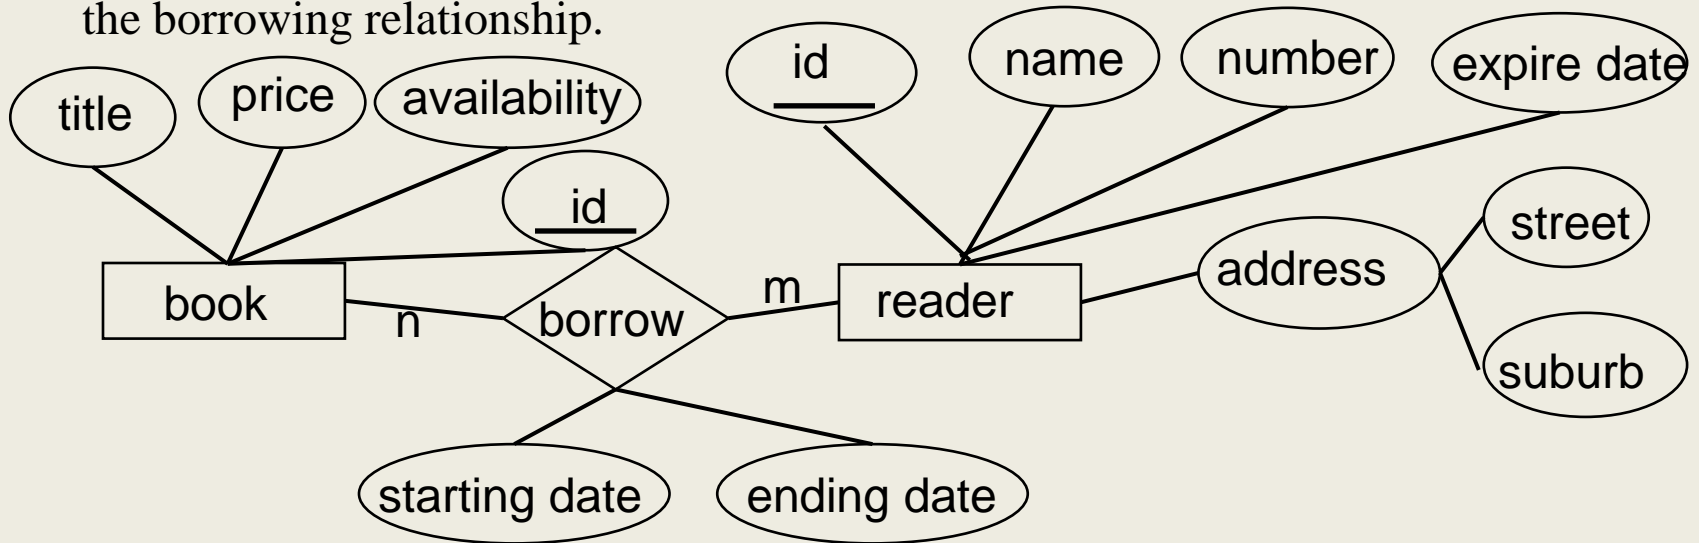 the borrowing relationship.
title
price
availability
id
id
name
number
expire date
street
address
suburb
book
n
borrow
m
reader
starting date
ending date